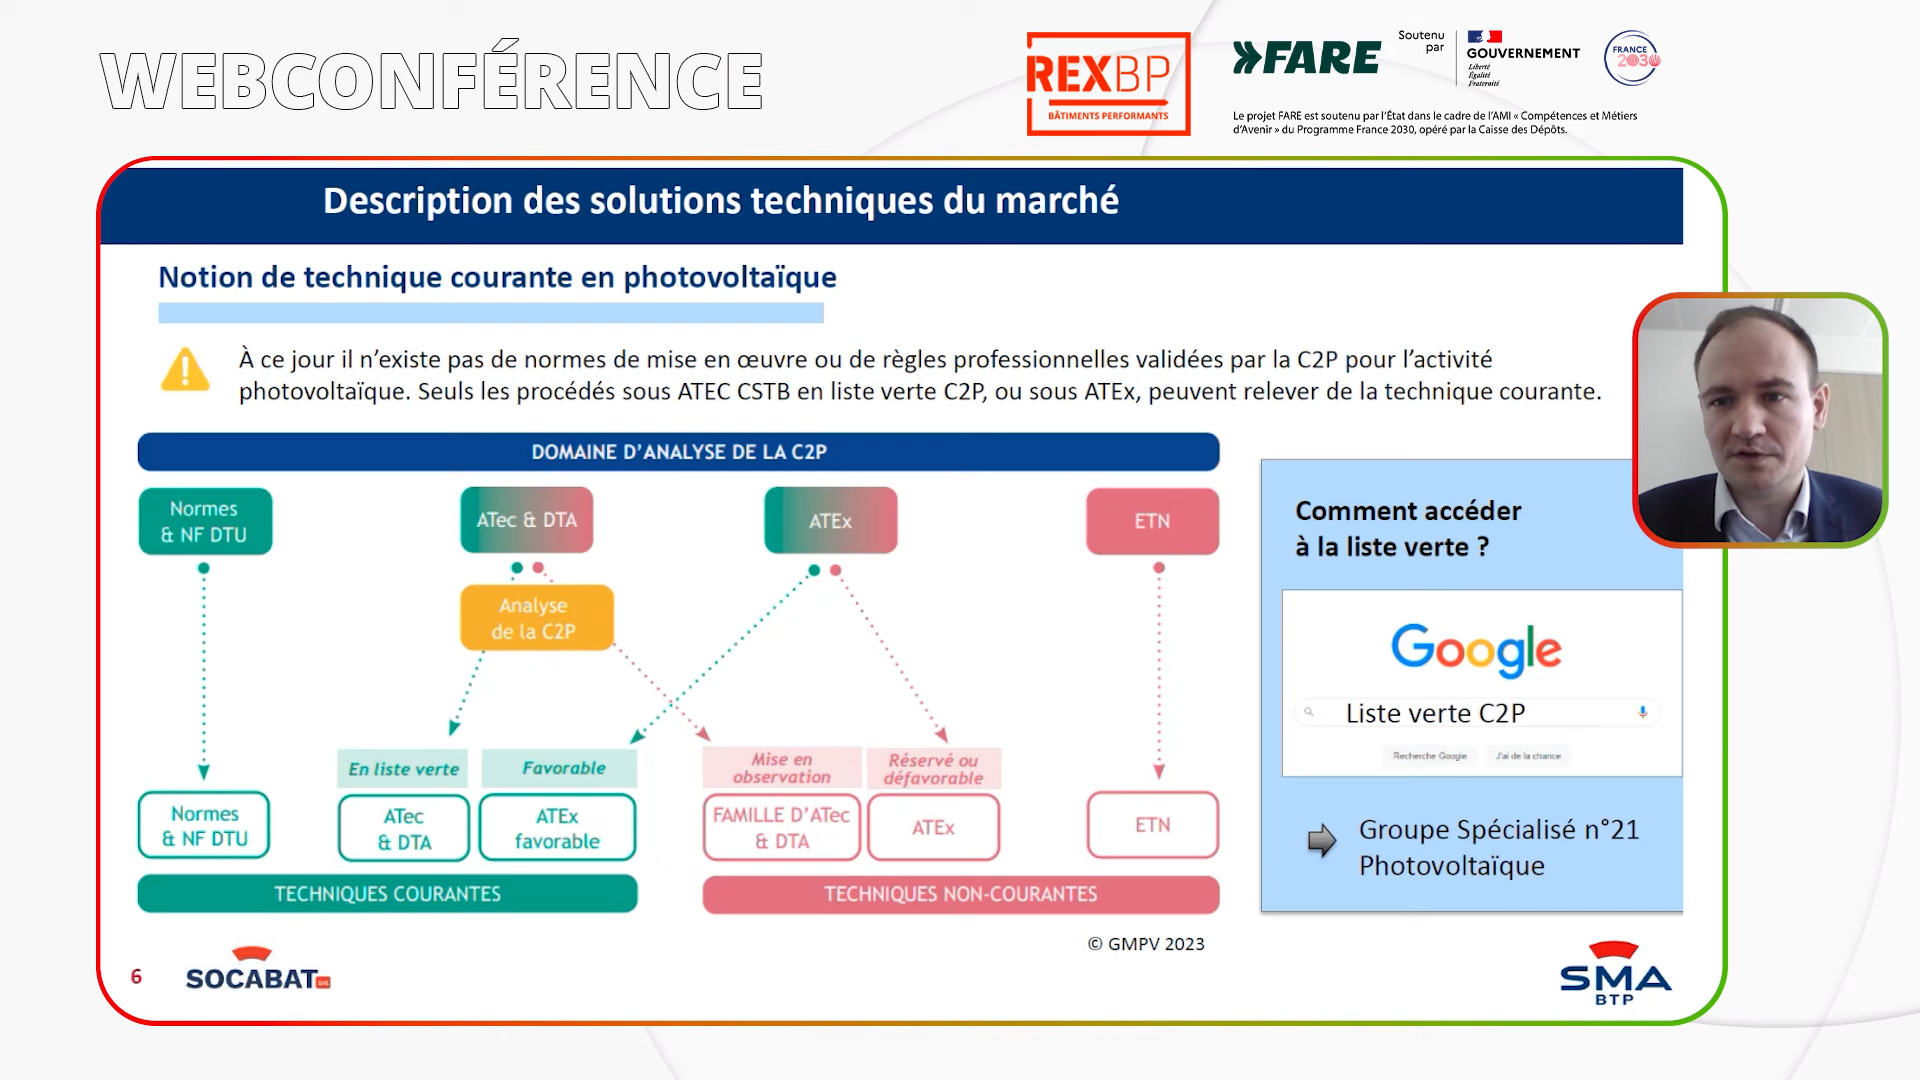 WEBCONFÉRENCE
REXBP
BÂTIMENTS PERFORMANTS
FARE
Soutenu
par
GOUVERNEMENT
Liberté
Égalité
Fraternité
FRANCE
2030
Le projet FARE est soutenu par l'État dans le cadre de l'AMI « Compétences et Métiers
d'Avenir » du Programme France 2030, opéré par la Caisse des Dépôts.
Description des solutions techniques du marché
Notion de technique courante en photovoltaïque
À ce jour il n'existe pas de normes de mise en œuvre ou de règles professionnelles validées par la C2P pour l'activité
photovoltaïque. Seuls les procédés sous ATEC CSTB en liste verte C2P, ou sous ATEx, peuvent relever de la technique courante.
DOMAINE D'ANALYSE DE LA C2P
Normes
& NF DTU
ATec & DTA
ATEx
ETN
Analyse
de la C2P
En liste verte
Favorable
Mise en
observation
Réservé ou
défavorable
Normes
& NF DTU
ATec
& DTA
ATEx
favorable
FAMILLE D'ATec
& DTA
ATEx
ETN
TECHNIQUES COURANTES
TECHNIQUES NON-COURANTES
© GMPV 2023
Comment accéder
à la liste verte ?
Google
Liste verte C2P
Recherche Google
J'ai de la chance
Groupe Spécialisé n°21
Photovoltaïque
6
SOCABAT
SMA
BTP